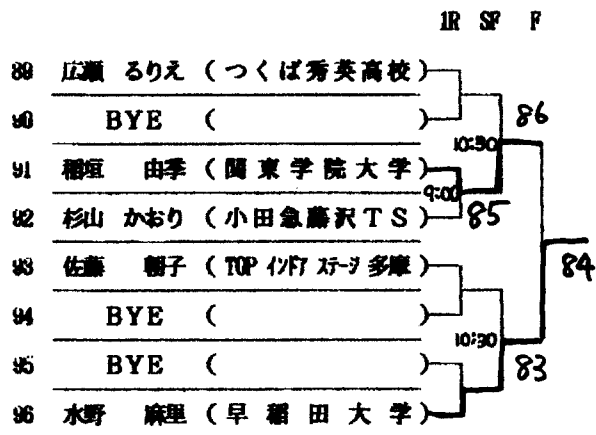 1R SF F
89 広瀬 るりえ (つくば秀英高校)
90 BYE ( )
86
10:30
91 稲垣 由季 (関東学院大学)
9:00
92 杉山 かおり (小田急藤沢TS)
85
93 佐藤 朝子 (TOP インドア ステージ 多摩)
84
94 BYE ( )
10:30
95 BYE ( )
83
96 水野 麻里 (早稲田大学)